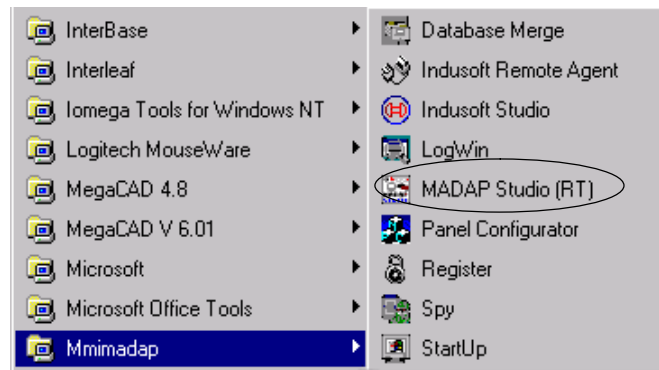 InterBase
Interleaf
Iomega Tools for Windows NT
Logitech MouseWare
MegaCAD 4.8
MegaCAD V 6.01
Microsoft
Microsoft Office Tools
Mmimadap
Database Merge
Indusoft Remote Agent
Indusoft Studio
LogWin
MADAP Studio (RT)
Panel Configurator
Register
Spy
StartUp